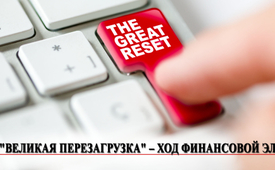 THE
GREAT
RESET
"ВЕЛИКАЯ ПЕРЕЗАГРУЗКА" – ХОД ФИНАНСОВОЙ ЭЛ